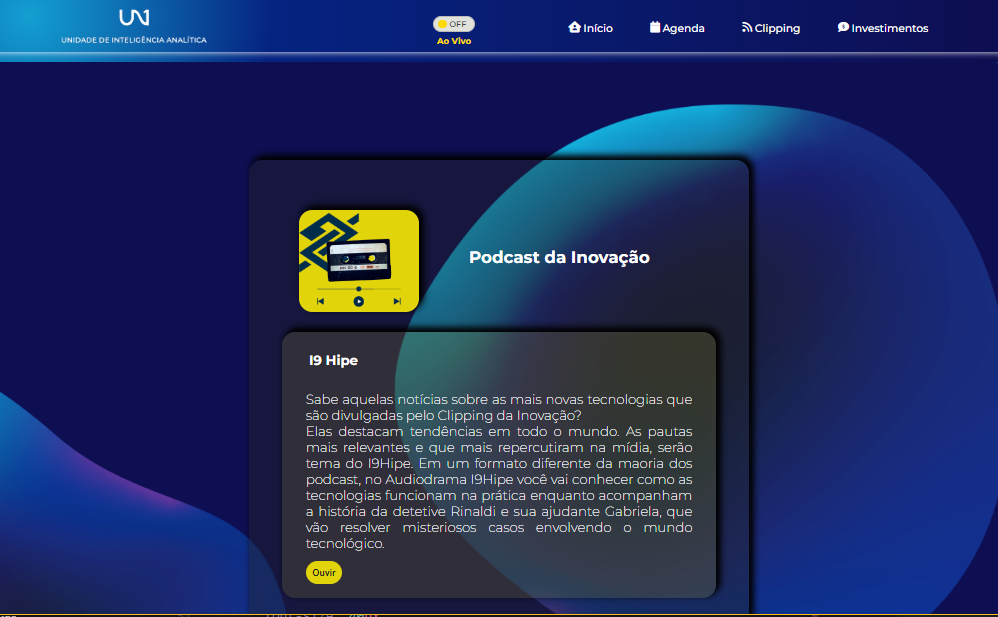 UNI
UNIDADE DE INTELIGÊNCIA ANALÍTICA
OFF
Ao Vivo
Início
Agenda
Clipping
Investimentos
Podcast da Inovação
I9 Hipe
Sabe aquelas notícias sobre as mais novas tecnologias que
são divulgadas pelo Clipping da Inovação?
Elas destacam tendências em todo o mundo. As pautas
mais relevantes e que mais repercutiram na mídia, serão
tema do I9Hipe. Em um formato diferente da maoria dos
podcast, no Audiodrama I9Hipe você vai conhecer como as
tecnologias funcionam na prática enquanto acompanham
a história da detetive Rinaldi e sua ajudante Gabriela, que
vão resolver misteriosos casos envolvendo o mundo
tecnológico.
Ouvir